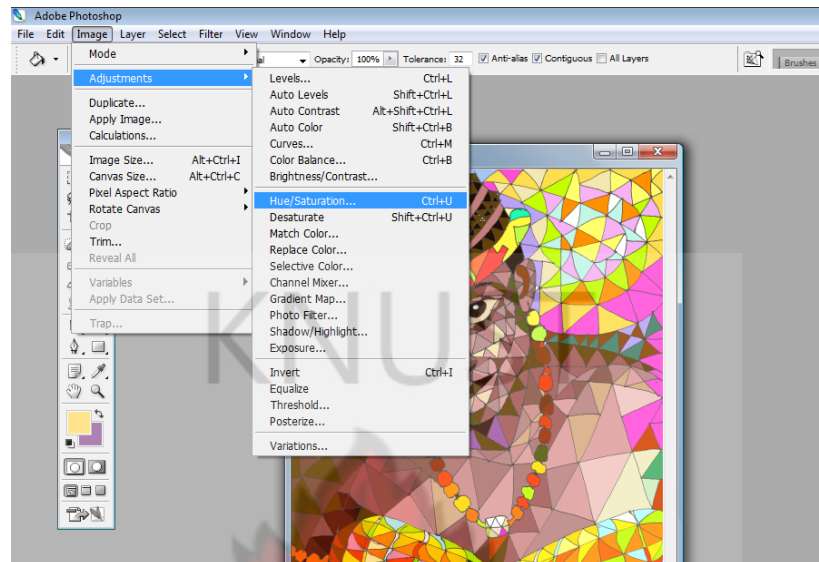 Adobe Photoshop
File Edit Image Layer Select Filter View Window Help
Opacity: 100% Tolerance: 32 Anti-alias Contiguous All Layers
Brushes
Mode
Adjustments
Duplicate...
Apply Image...
Calculations...
Image Size... Alt+Ctrl+I
Canvas Size... Alt+Ctrl+C
Pixel Aspect Ratio
Rotate Canvas
Crop
Trim...
Reveal All
Variables
Apply Data Set...
Trap...
Levels... Ctrl+L
Auto Levels Shift+Ctrl+L
Auto Contrast Alt+Shift+Ctrl+L
Auto Color Shift+Ctrl+B
Curves... Ctrl+M
Color Balance... Ctrl+B
Brightness/Contrast...
Hue/Saturation... Ctrl+U
Desaturate Shift+Ctrl+U
Match Color...
Replace Color...
Selective Color...
Channel Mixer...
Gradient Map...
Photo Filter...
Shadow/Highlight...
Exposure...
Invert Ctrl+I
Equalize
Threshold...
Posterize...
Variations...